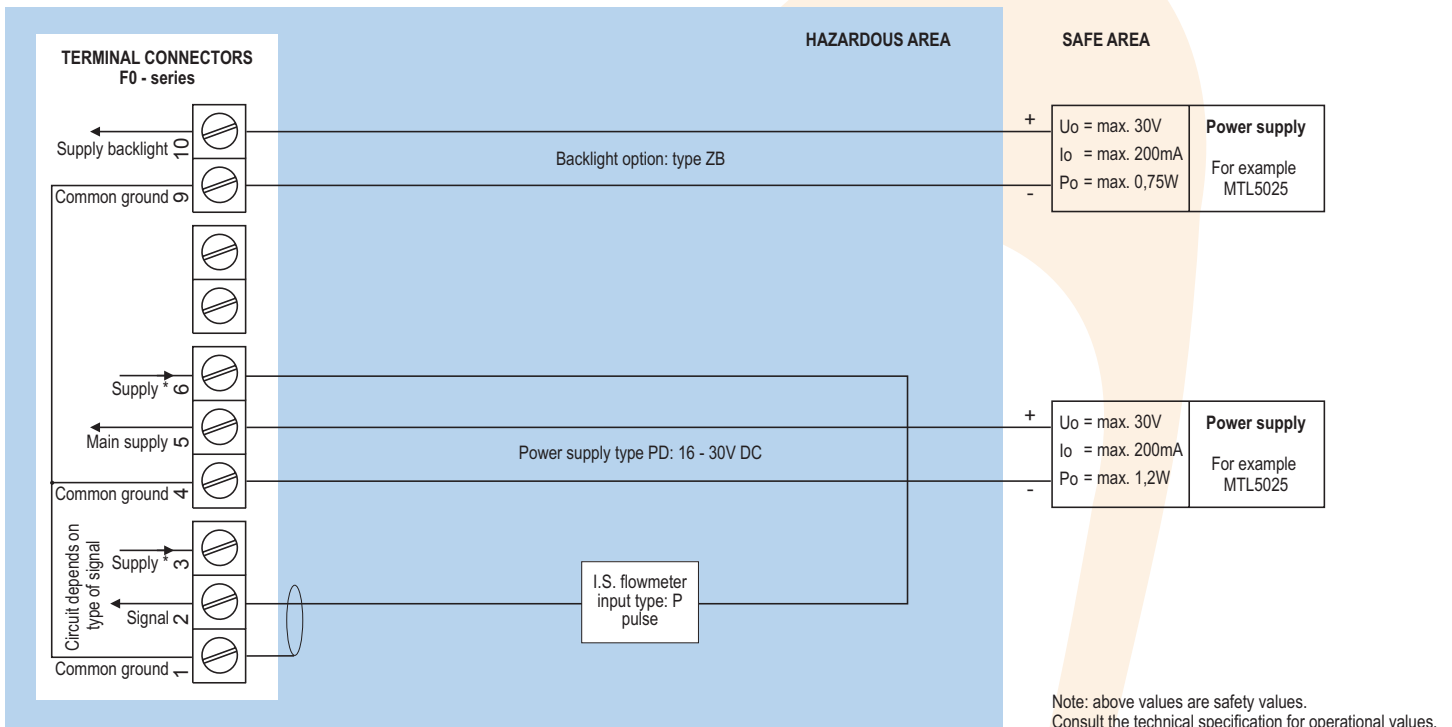 HAZARDOUS AREA
SAFE AREA
TERMINAL CONNECTORS
F0 - series
Supply backlight 10
Common ground 9
Backlight option: type ZB
+
-
Uo = max. 30V
Io = max. 200mA
Po = max. 0,75W
Power supply
For example
MTL5025
Supply * 6
Main supply 5
Common ground 4
Power supply type PD: 16 - 30V DC
+
-
Uo = max. 30V
Io = max. 200mA
Po = max. 1,2W
Power supply
For example
MTL5025
Circuit depends on
type of signal
Supply * 3
Signal 2
Common ground 1
I.S. flowmeter
input type: P
pulse
Note: above values are safety values.
Consult the technical specification for operational values.